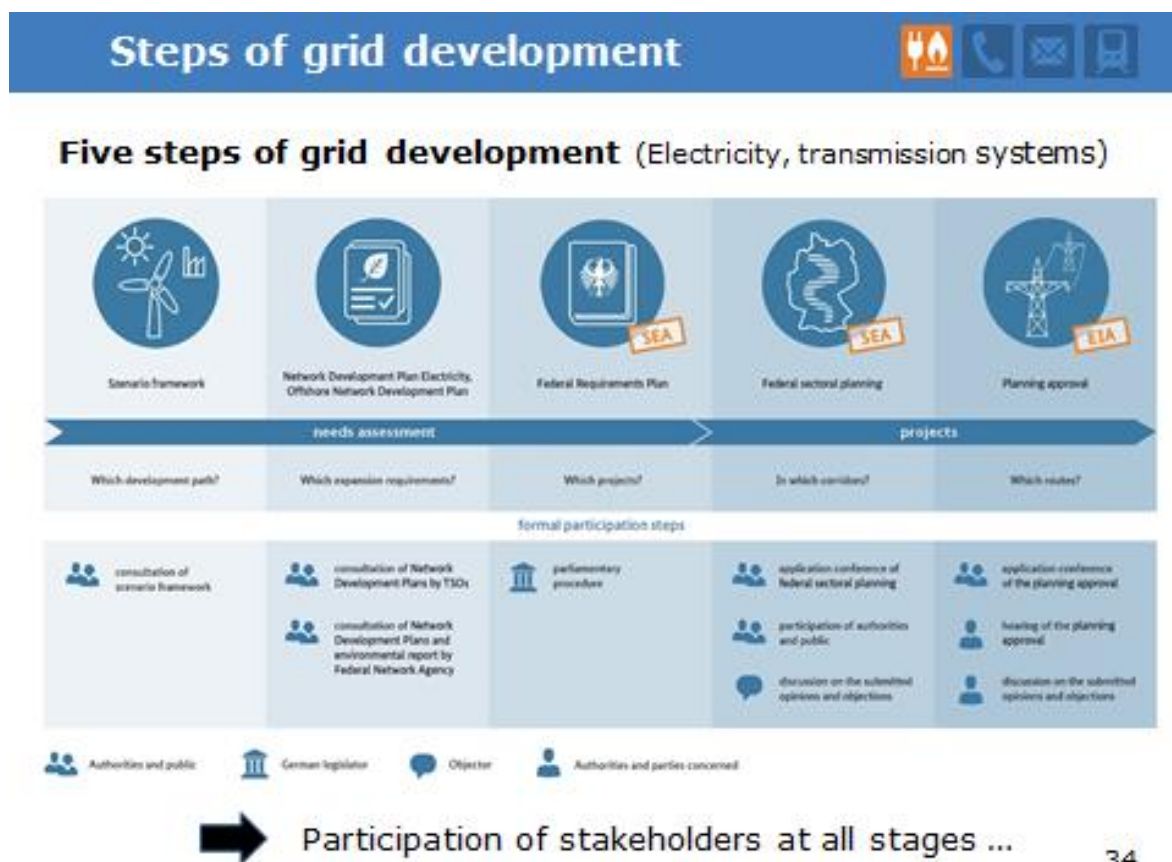 Steps of grid development
Five steps of grid development (Electricity, transmission systems)
SEA
SEA
EIA
Scenario framework
Network Development Plan Electricity,
Offshore Network Development Plan
Federal Requirements Plan
Federal sectoral planning
Planning approval
needs assessment
projects
Which development path?
Which expansion requirements?
Which projects?
In which corridors?
Which routes?
formal participation steps
consultation of
scenario framework
consultation of Network
Development Plans by TSOs
consultation of Network
Development Plans and
environmental report by
Federal Network Agency
parliamentary
procedure
application conference of
federal sectoral planning
participation of authorities
and public
discussion on the submitted
opinions and objections
application conference
of the planning approval
hearing of the planning
approval
discussion on the submitted
opinions and objections
Authorities and public
German legislator
Objector
Authorities and parties concerned
Participation of stakeholders at all stages ...
34